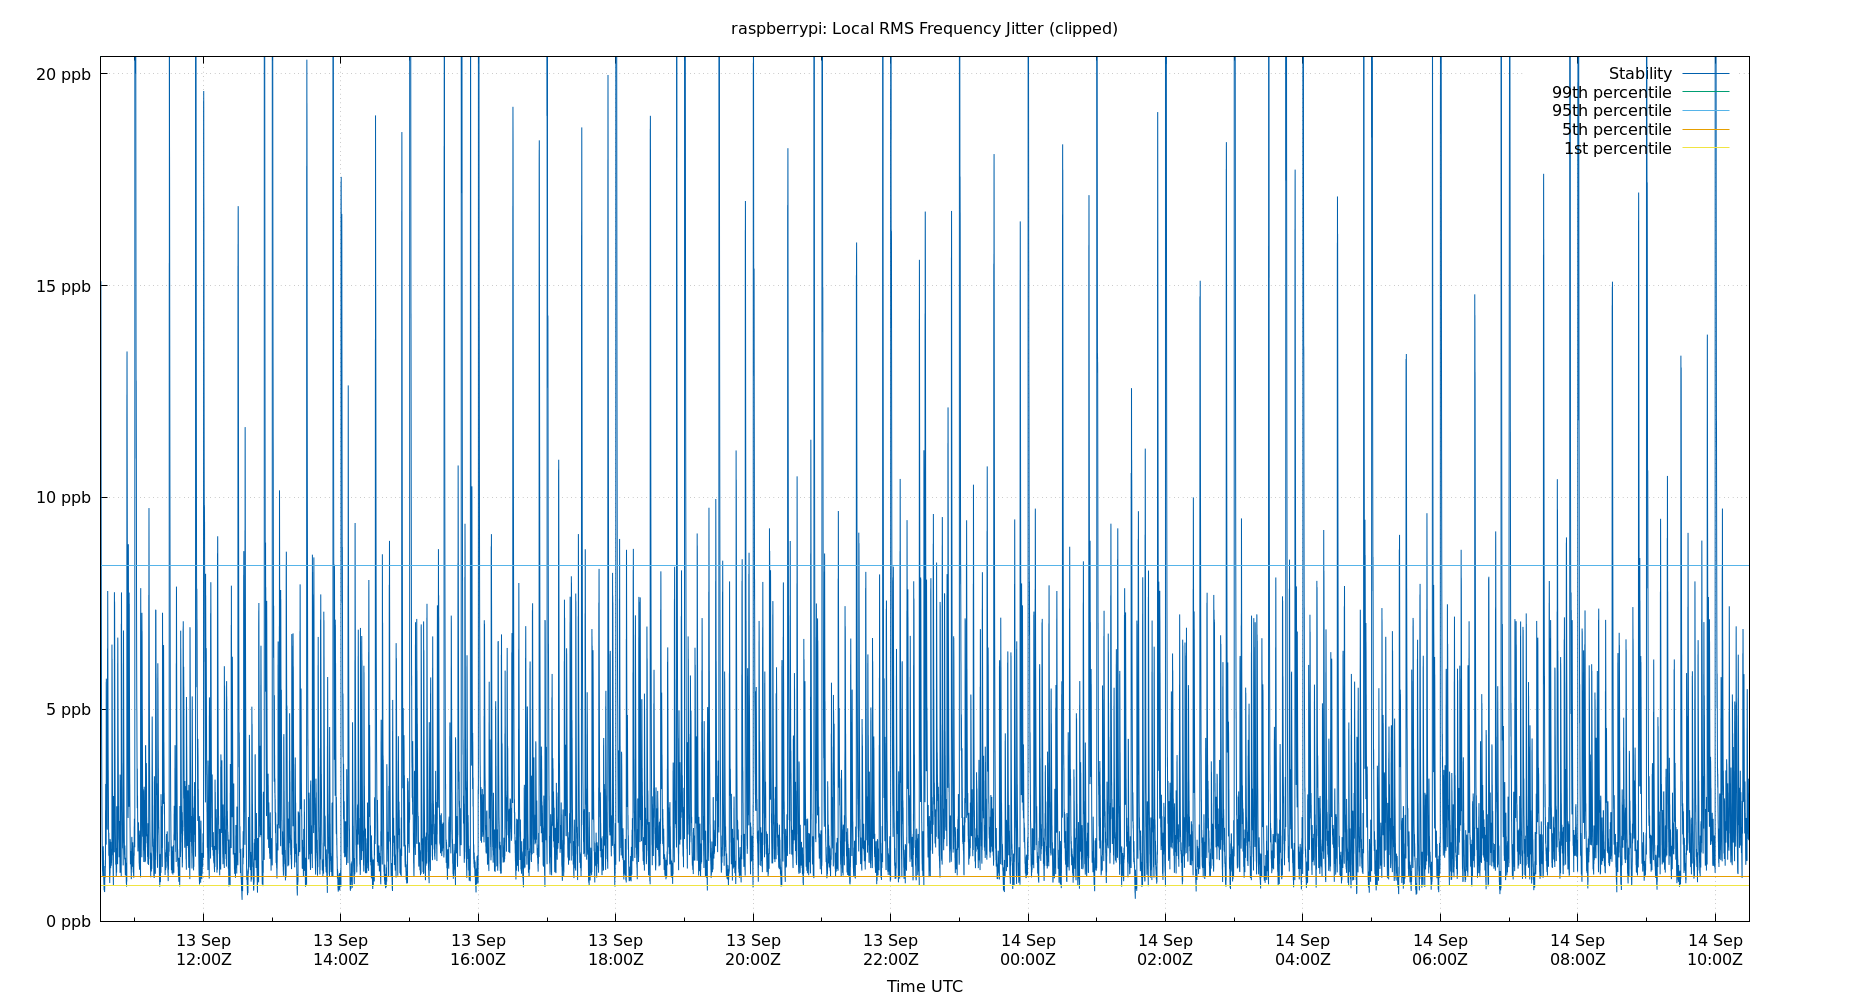 raspberrypi: Local RMS Frequency Jitter (clipped)
20 ppb
15 ppb
10 ppb
5 ppb
0 ppb
Stability
99th percentile
95th percentile
5th percentile
1st percentile
13 Sep 13 Sep 13 Sep 13 Sep 13 Sep 13 Sep 14 Sep 14 Sep 14 Sep 14 Sep 14 Sep 14 Sep
12:00Z 14:00Z 16:00Z 18:00Z 20:00Z 22:00Z 00:00Z 02:00Z 04:00Z 06:00Z 08:00Z 10:00Z
Time UTC